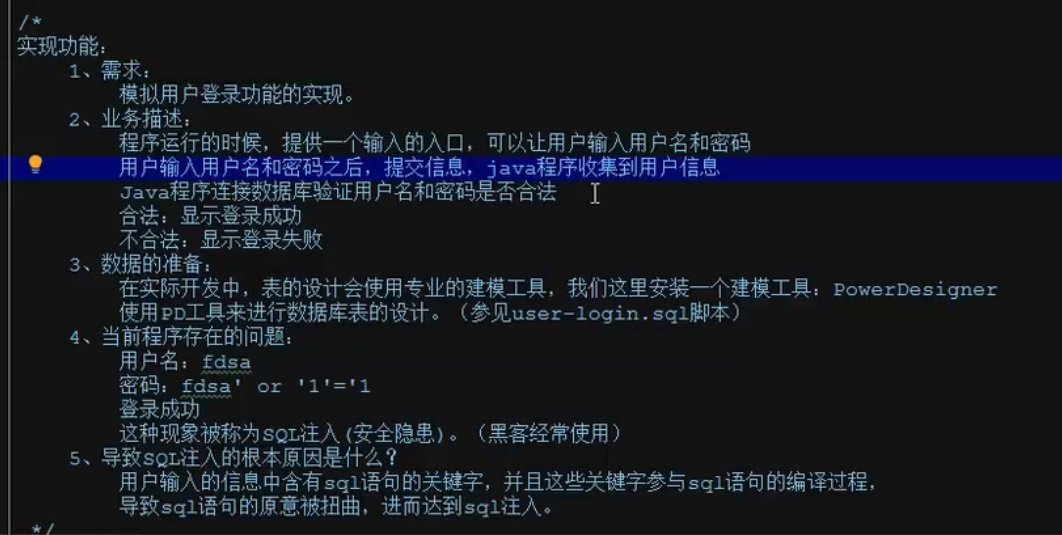 /*
实现功能：
1、需求：
模拟用户登录功能的实现。
2、业务描述：
程序运行的时候，提供一个输入的入口，可以让用户输入用户名和密码
用户输入用户名和密码之后，提交信息，java程序收集到用户信息
Java程序连接数据库验证用户名和密码是否合法
合法：显示登录成功
不合法：显示登录失败
3、数据的准备：
在实际开发中，表的设计会使用专业的建模工具，我们这里安装一个建模工具：PowerDesigner
使用PD工具来进行数据库表的设计。（参见user-login.sql脚本）
4、当前程序存在的问题：
用户名：fdsa
密码：fdsa' or '1'='1
登录成功
这种现象被称为SQL注入(安全隐患)。（黑客经常使用）
5、导致SQL注入的根本原因是什么？
用户输入的信息中含有sql语句的关键字，并且这些关键字参与sql语句的编译过程，
导致sql语句的原意被扭曲，进而达到sql注入。
*/